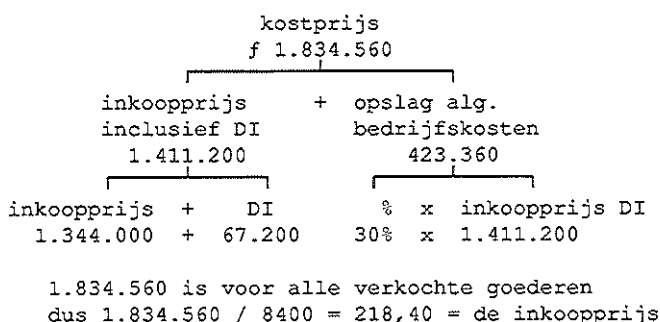 kostprijs
ƒ 1.834.560
inkoopprijs + opslag alg.
inclusief DI bedrijfskosten
1.411.200 423.360
inkoopprijs + DI % x inkoopprijs DI
1.344.000 + 67.200 30% x 1.411.200
1.834.560 is voor alle verkochte goederen
dus 1.834.560 / 8400 = 218,40 = de inkoopprijs